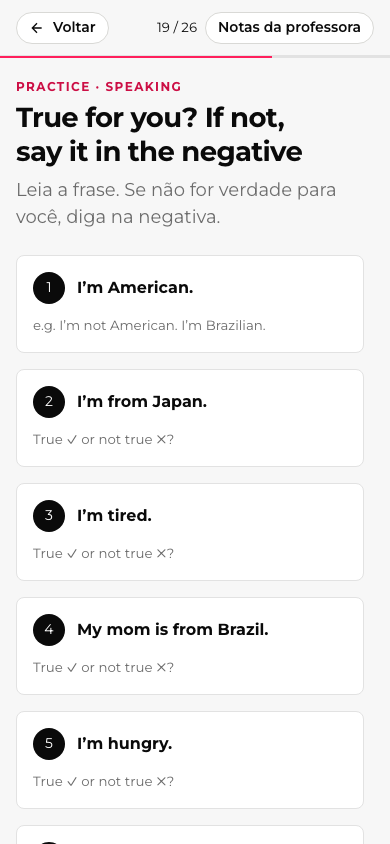 ← Voltar
19 / 26
Notas da professora
PRACTICE · SPEAKING
True for you? If not,
say it in the negative
Leia a frase. Se não for verdade para
você, diga na negativa.
1 I’m American.
e.g. I’m not American. I’m Brazilian.
2 I’m from Japan.
True ✓ or not true ✕?
3 I’m tired.
True ✓ or not true ✕?
4 My mom is from Brazil.
True ✓ or not true ✕?
5 I’m hungry.
True ✓ or not true ✕?